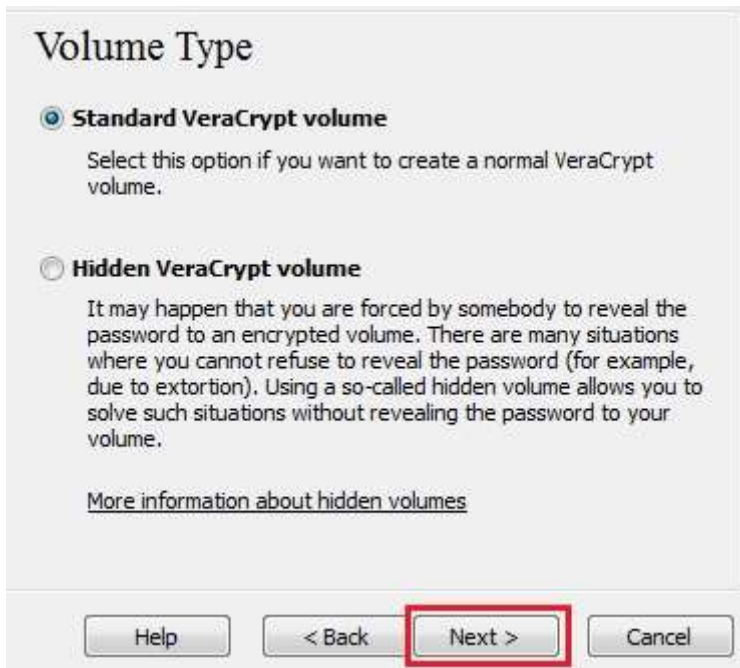 Volume Type
Standard VeraCrypt volume
Select this option if you want to create a normal VeraCrypt
volume.
Hidden VeraCrypt volume
It may happen that you are forced by somebody to reveal the
password to an encrypted volume. There are many situations
where you cannot refuse to reveal the password (for example,
due to extortion). Using a so-called hidden volume allows you to
solve such situations without revealing the password to your
volume.
More information about hidden volumes
Help < Back Next > Cancel